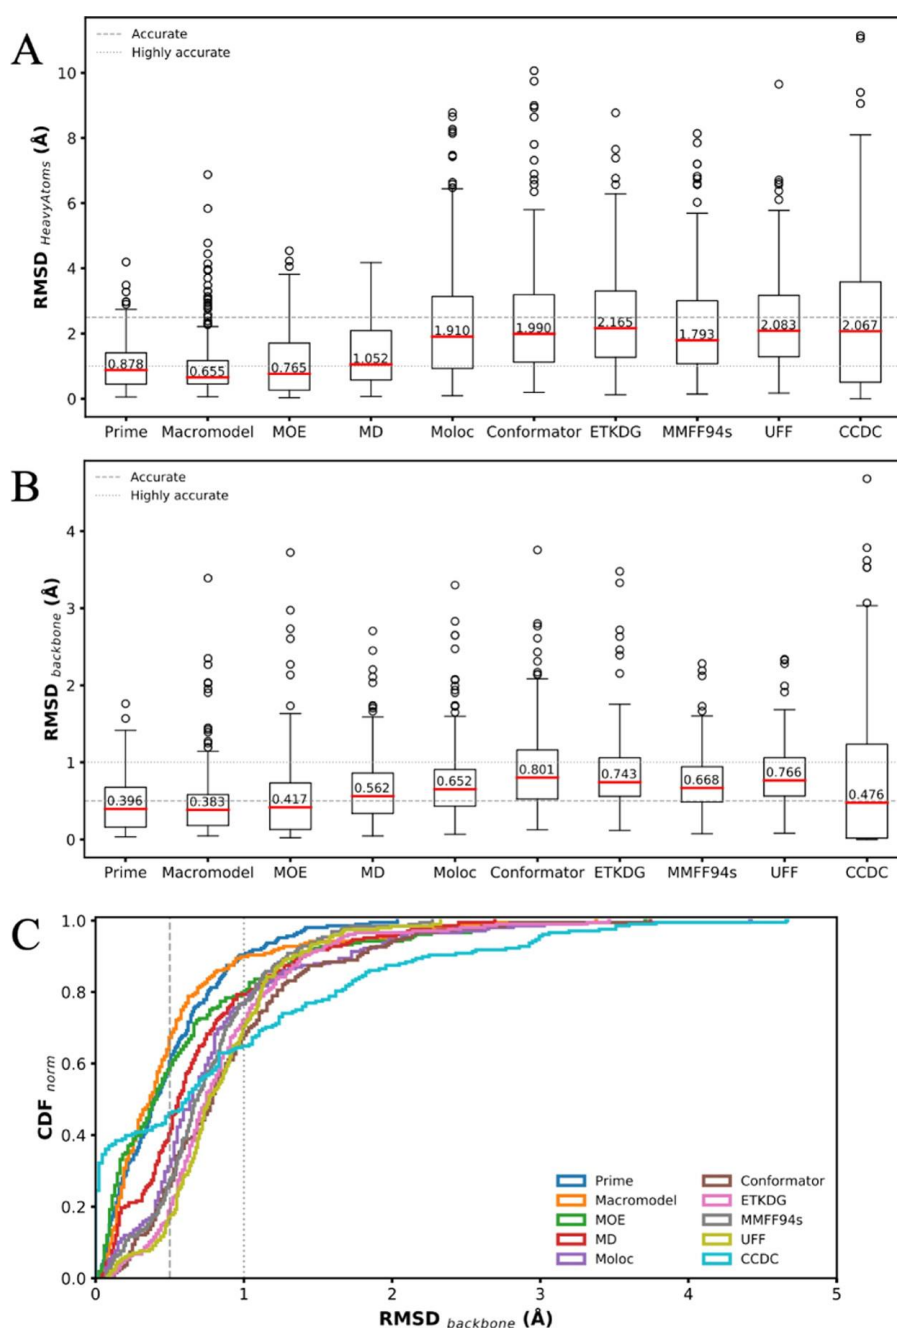 A
Accurate
Highly accurate
RMSD HeavyAtoms (Å)
10
8
6
4
2
0
0.878
0.655
0.765
1.052
1.910
1.990
2.165
1.793
2.083
2.067
Prime Macromodel MOE MD Moloc Conformator ETKDG MMFF94s UFF CCDC
B
Accurate
Highly accurate
RMSD backbone (Å)
4
3
2
1
0
0.396
0.383
0.417
0.562
0.652
0.801
0.743
0.668
0.766
0.476
Prime Macromodel MOE MD Moloc Conformator ETKDG MMFF94s UFF CCDC
C
CDF norm
1.0
0.8
0.6
0.4
0.2
0.0
Prime
Macromodel
MOE
MD
Moloc
Conformator
ETKDG
MMFF94s
UFF
CCDC
0 1 2 3 4 5
RMSD backbone (Å)